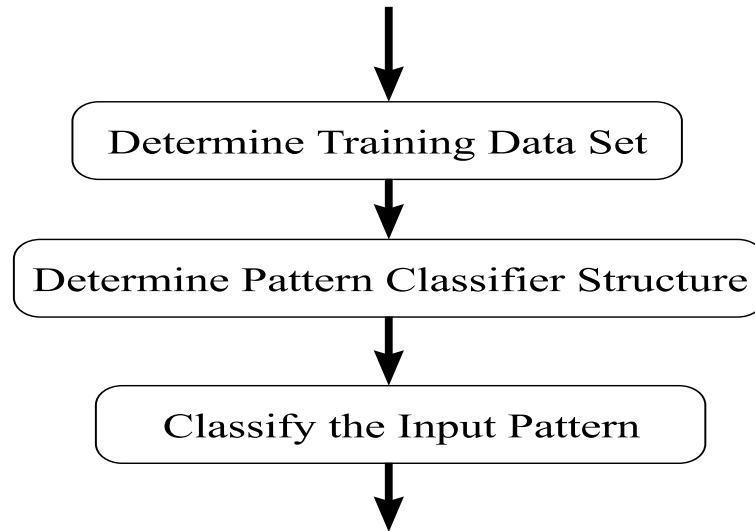 Determine Training Data Set
Determine Pattern Classifier Structure
Classify the Input Pattern